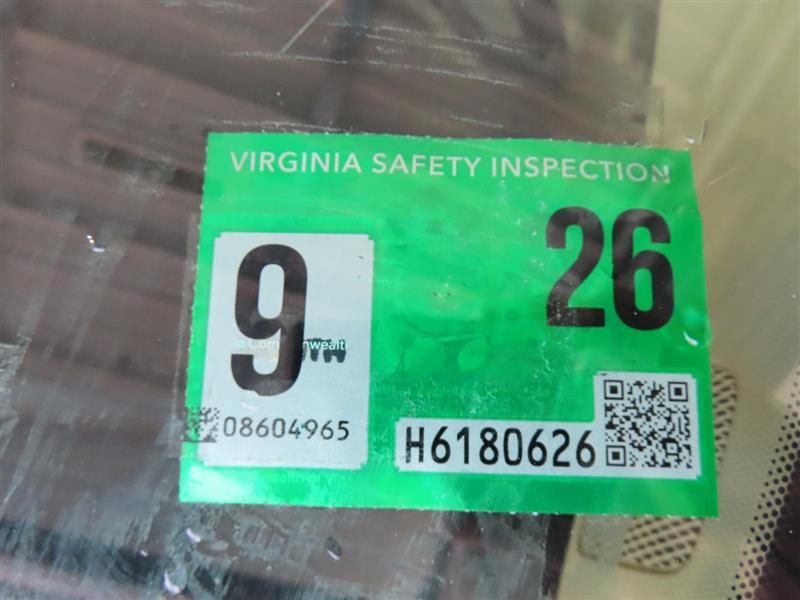 VIRGINIA SAFETY INSPECTION
9
26
08604965
H6180626